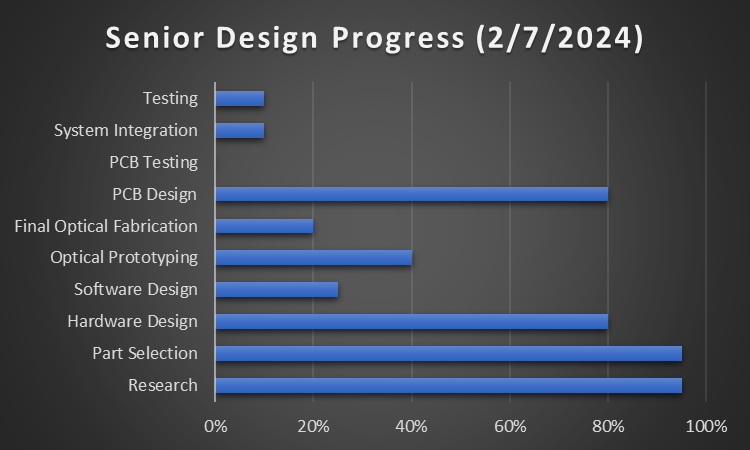 Senior Design Progress (2/7/2024)
Testing
System Integration
PCB Testing
PCB Design
Final Optical Fabrication
Optical Prototyping
Software Design
Hardware Design
Part Selection
Research
0% 20% 40% 60% 80% 100%